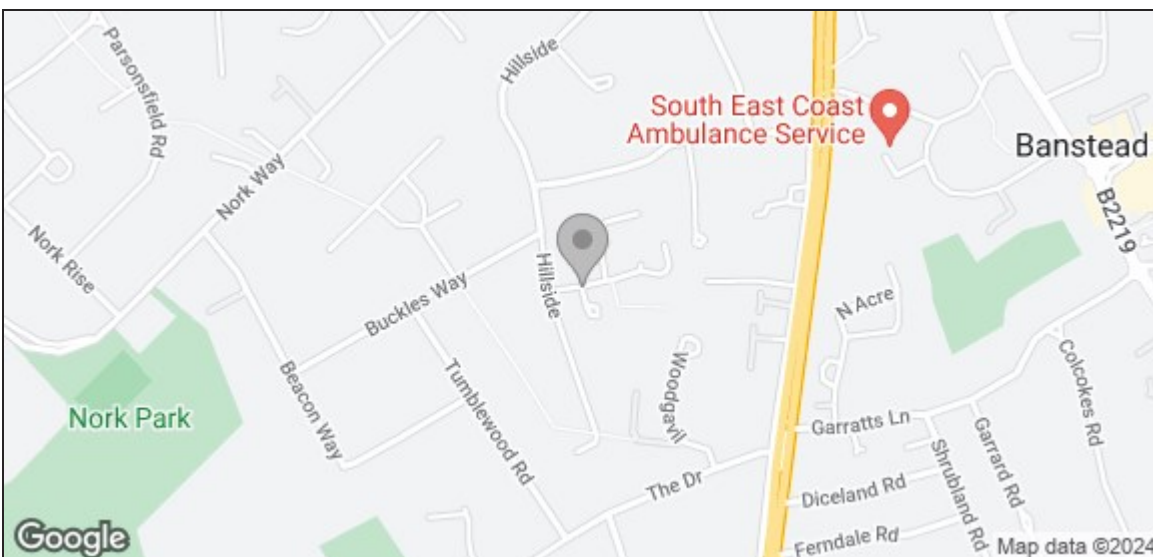 Parsonsfield Rd
Hillside
South East Coast
Ambulance Service
Banstead
Nork Way
B2219
Nork Rise
Hillside
Buckles Way
N Acre
Beacon Way
Tumblewood Rd
Woodgavil
Colcokes Rd
Nork Park
Garratts Ln
Garrard Rd
Shrubland Rd
The Dr
Diceland Rd
Ferndale Rd
Google
Map data ©2024